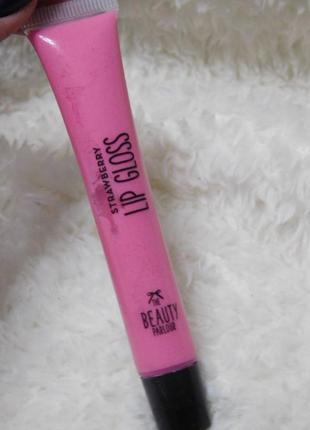 STRAWBERRY
LIP GLOSS
THE
BEAUTY
PARLOUR